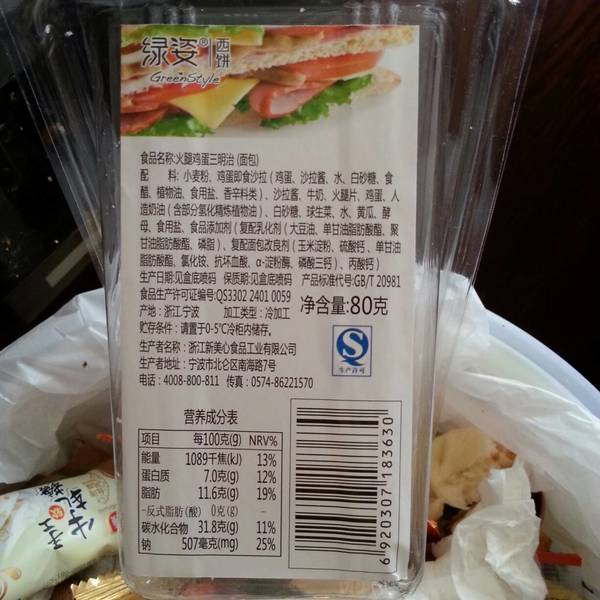 绿姿® 西饼
GreenStyle
食品名称:火腿鸡蛋三明治(面包)
配 料: 小麦粉、鸡蛋即食沙拉(鸡蛋、沙拉酱、水、白砂糖、食
醋、植物油、食用盐、香辛料类)、沙拉酱、牛奶、火腿片、鸡蛋、人
造奶油(含部分氢化精炼植物油)、白砂糖、球生菜、水、黄瓜、酵
母、食用盐、食品添加剂(复配乳化剂(大豆油、单甘油脂肪酸酯、聚
甘油脂肪酸酯、磷脂)、复配面包改良剂(玉米淀粉、硫酸钙、单甘油
脂肪酸酯、氯化铵、抗坏血酸、α-淀粉酶、磷酸三钙)、丙酸钙)
生产日期:见盒底喷码 保质期:见盒底喷码 产品标准代号:GB/T 20981
食品生产许可证编号:QS3302 2401 0059
净含量:80克
产地:浙江.宁波 加工类型:冷加工
贮存条件:请置于0-5℃冷柜内储存。
生产者名称:浙江新美心食品工业有限公司
生产者地址:宁波市北仑区南海路7号
电话:4008-800-811 传真:0574-86221570
生产许可
营养成分表
项目 每100克(g) NRV%
能量 1089千焦(kJ) 13%
蛋白质 7.0克(g) 12%
脂肪 11.6克(g) 19%
-反式脂肪(酸) 0克(g) -
碳水化合物 31.8克(g) 11%
钠 507毫克(mg) 25%
6 920307 183630